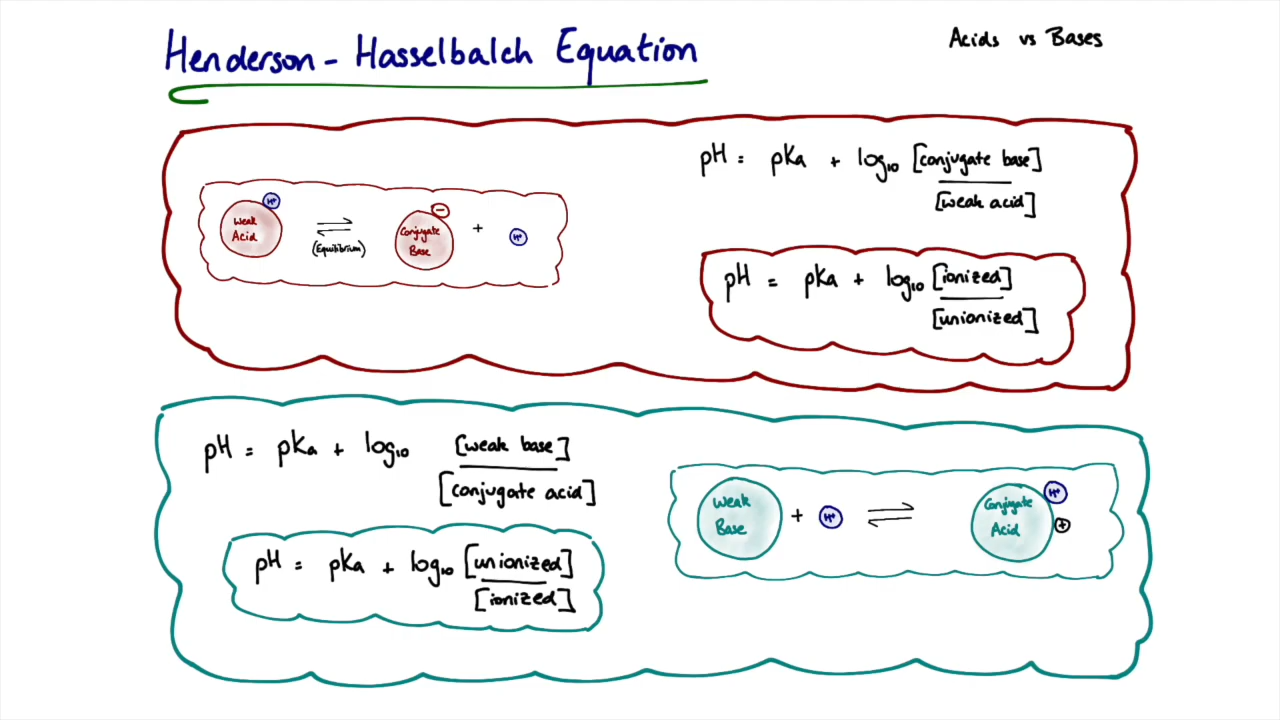 Henderson - Hasselbalch Equation
Acids vs Bases
pH = pKa + log₁₀ [conjugate base]
[weak acid]
Weak
Acid
H⁺
(Equilibrium)
−
Conjugate
Base
+
H⁺
pH = pKa + log₁₀ [ionized]
[unionized]
pH = pKa + log₁₀ [weak base]
[conjugate acid]
Weak
Base
+
H⁺
Conjugate
Acid
H⁺
+
pH = pKa + log₁₀ [unionized]
[ionized]